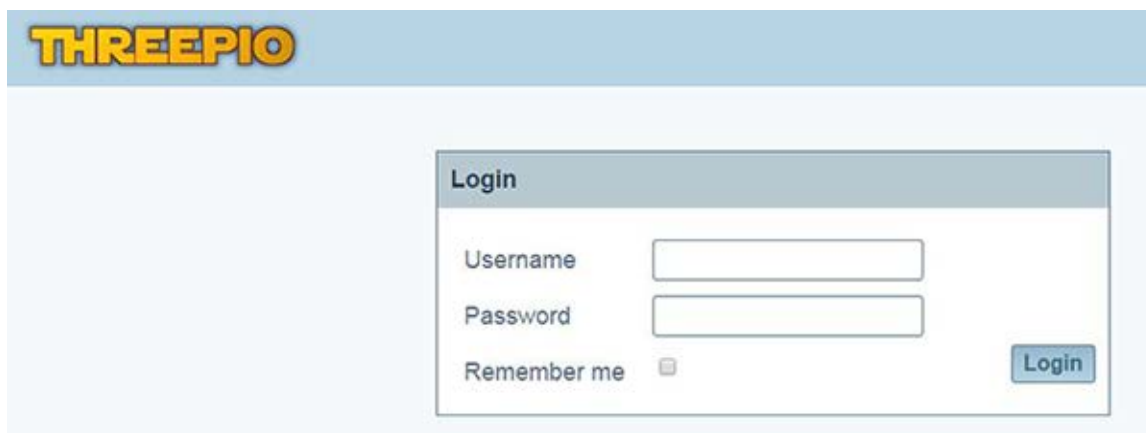 THREEPIO
Login
Username
Password
Remember me
Login